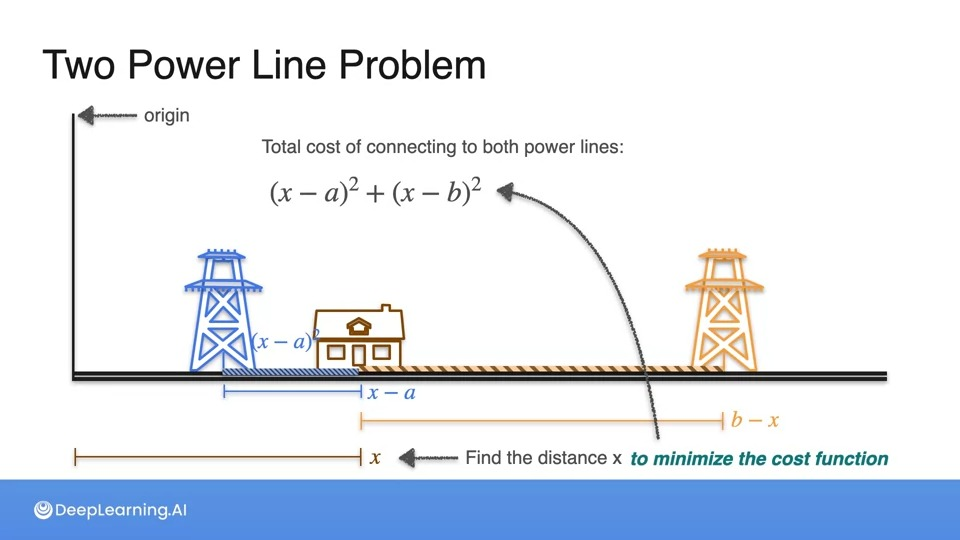 Two Power Line Problem
origin
Total cost of connecting to both power lines:
(x − a)² + (x − b)²
(x − a)²
x − a
b − x
x
Find the distance x to minimize the cost function
DeepLearning.AI